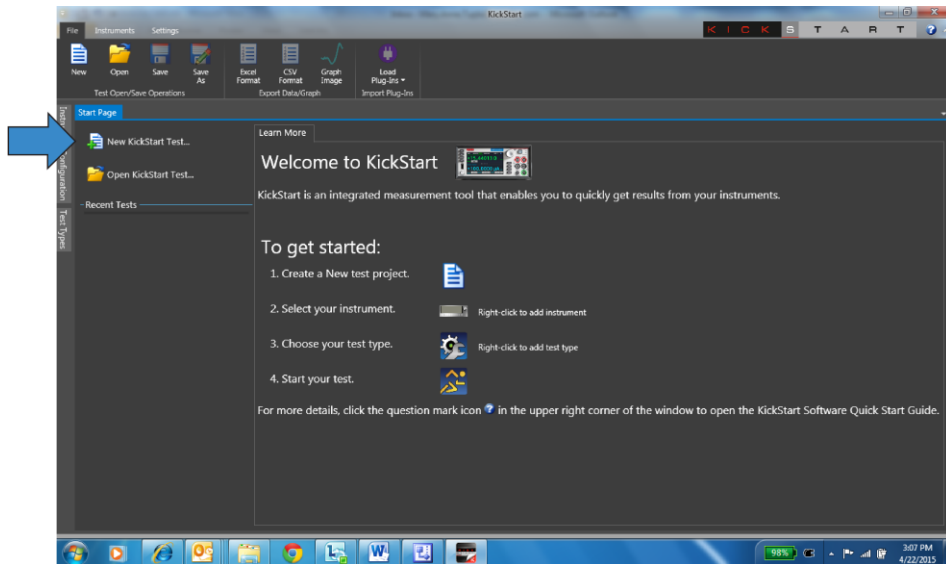 KickStart
File Instruments Settings
K I C K S T A R T
New Open Save Save As
Excel Format CSV Format Graph Image Load Plug-Ins
Test Open/Save Operations Export Data/Graph Import Plug-Ins
Start Page
Test Types
New KickStart Test...
Open KickStart Test...
Recent Tests
Learn More
Welcome to KickStart
KickStart is an integrated measurement tool that enables you to quickly get results from your instruments.
To get started:
1. Create a New test project.
2. Select your instrument. Right-click to add instrument
3. Choose your test type. Right-click to add test type
4. Start your test.
For more details, click the question mark icon ? in the upper right corner of the window to open the KickStart Software Quick Start Guide.
98%
3:07 PM
4/22/2015